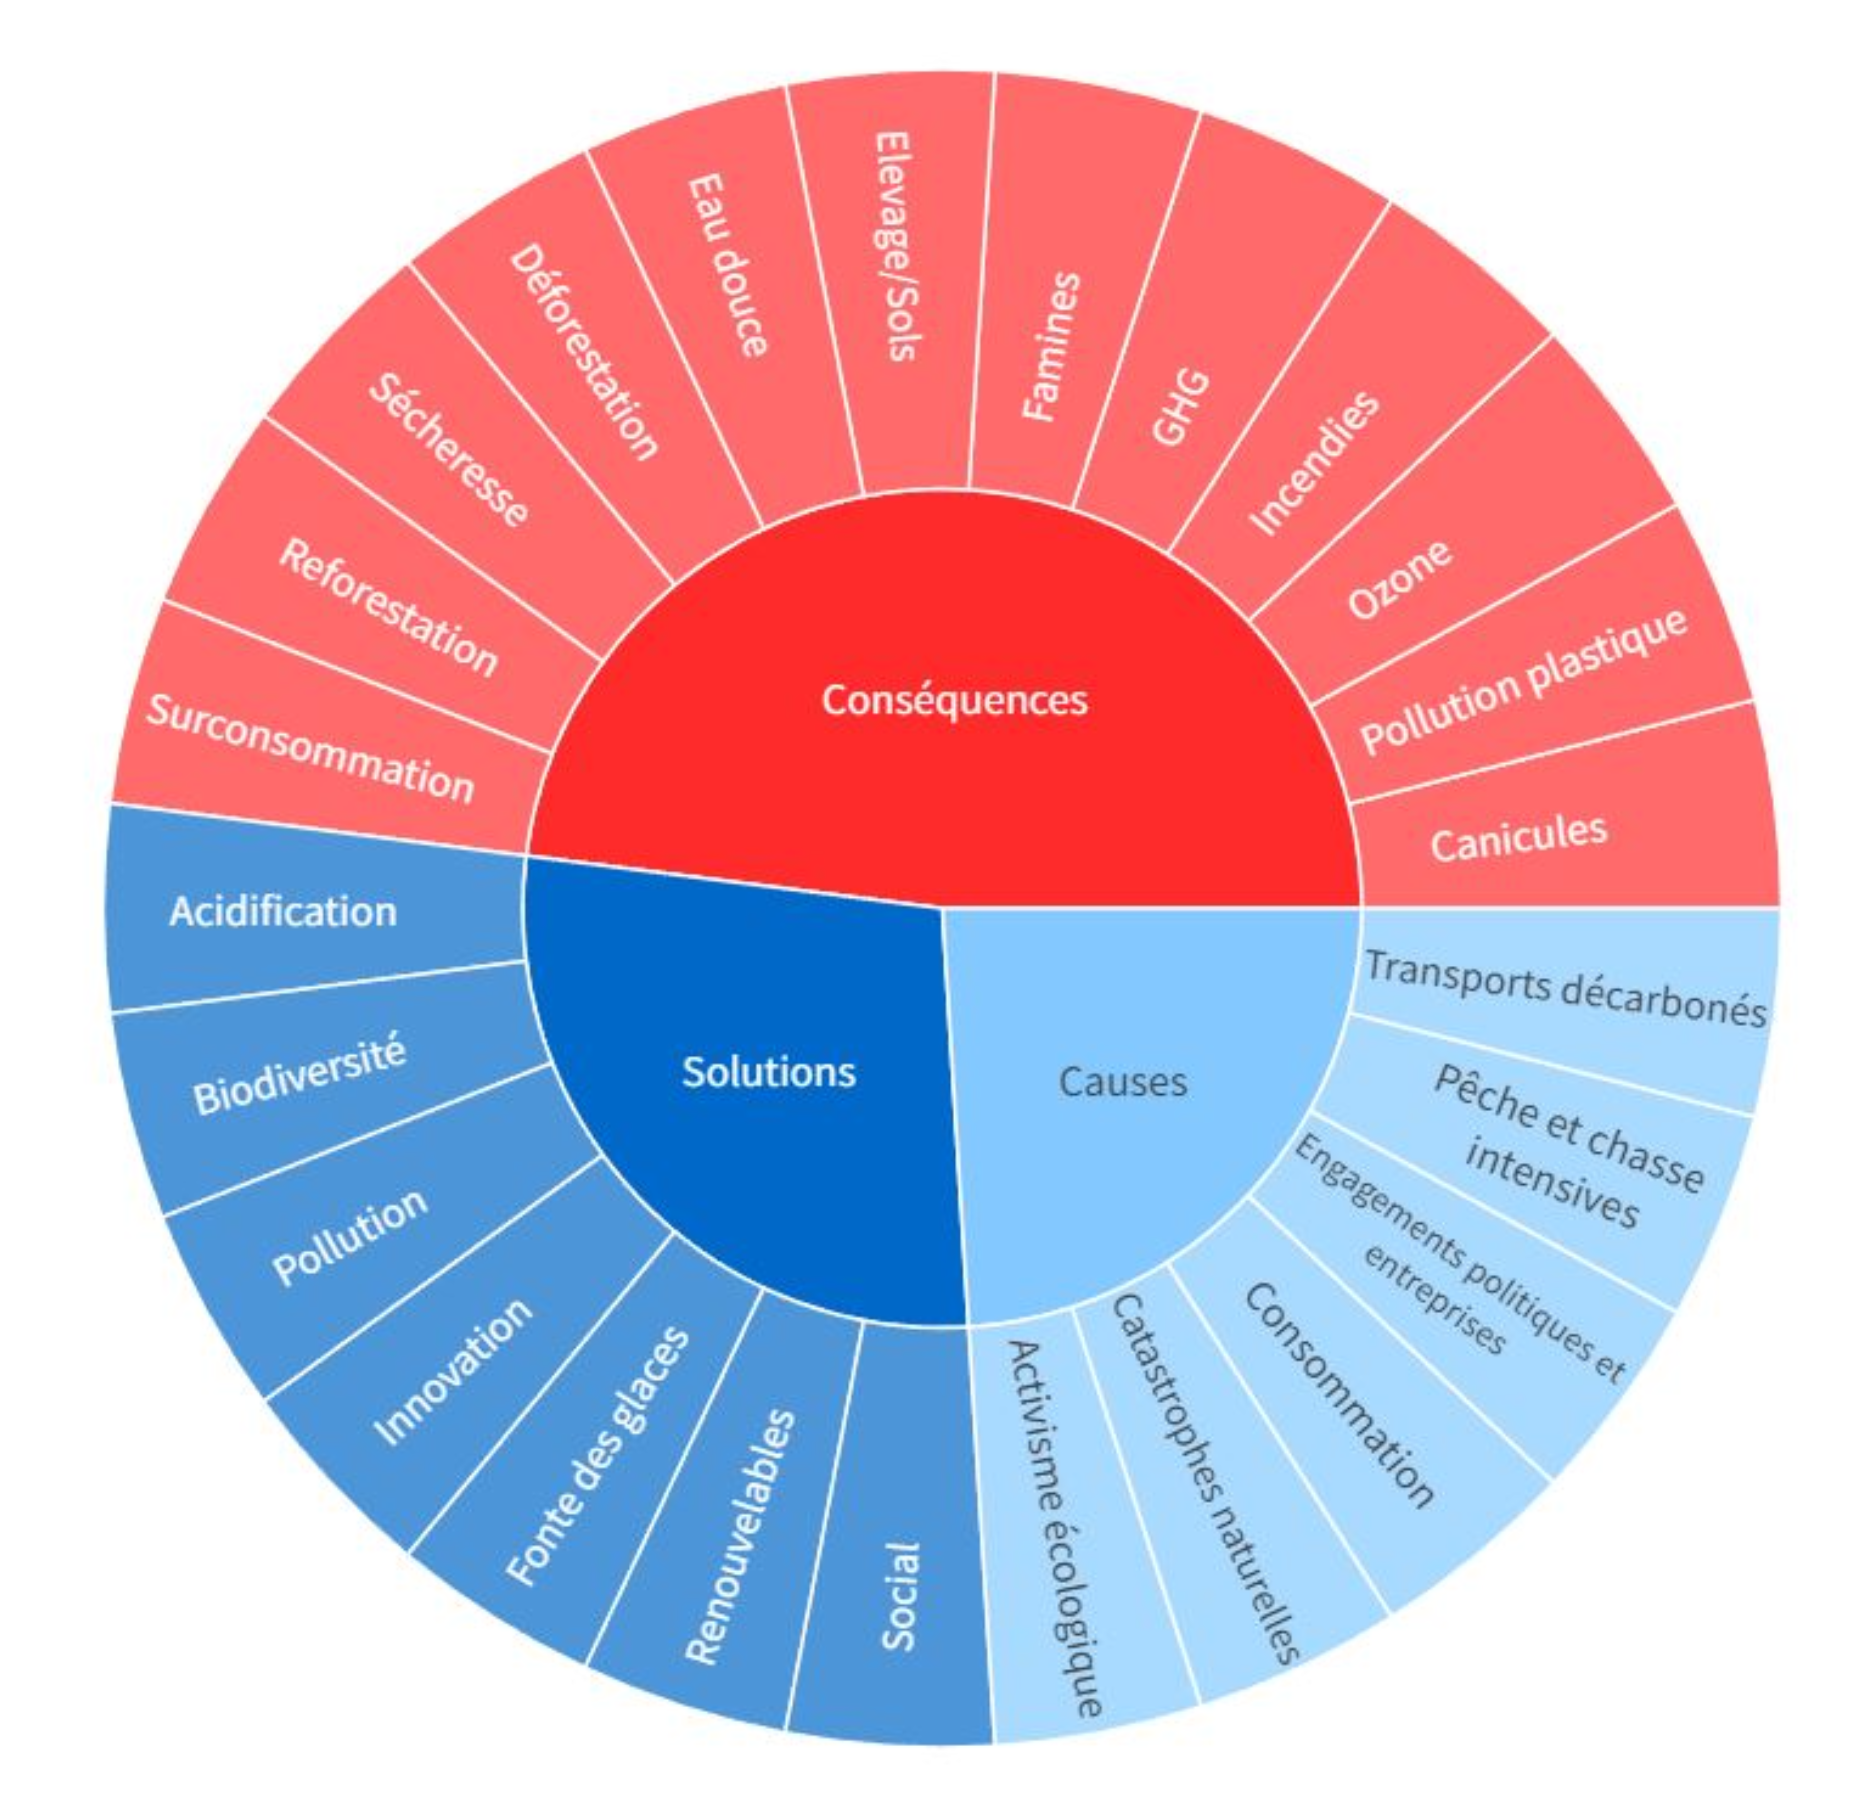 Conséquences
Surconsommation
Reforestation
Sécheresse
Déforestation
Eau douce
Elevage/Sols
Famines
GHG
Incendies
Ozone
Pollution plastique
Canicules
Causes
Transports décarbonés
Pêche et chasse
intensives
Engagements politiques et
entreprises
Consommation
Catastrophes naturelles
Activisme écologique
Solutions
Social
Renouvelables
Fonte des glaces
Innovation
Pollution
Biodiversité
Acidification